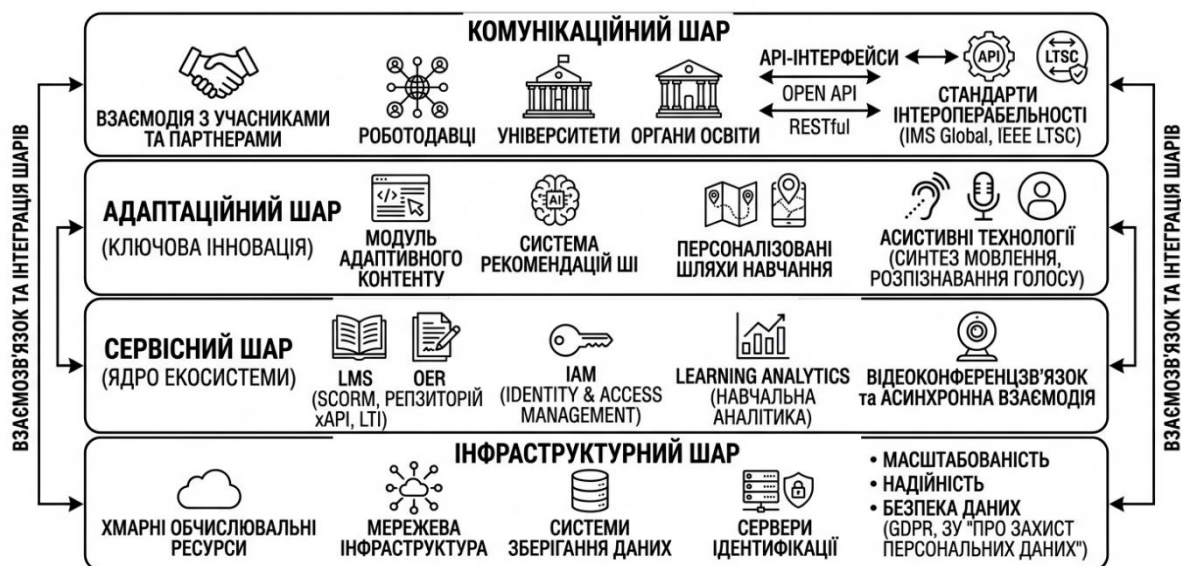 ВЗАЄМОЗВ'ЯЗОК ТА ІНТЕГРАЦІЯ ШАРІВ
КОМУНІКАЦІЙНИЙ ШАР
ВЗАЄМОДІЯ З УЧАСНИКАМИ
ТА ПАРТНЕРАМИ
РОБОТОДАВЦІ
УНІВЕРСИТЕТИ
ОРГАНИ ОСВІТИ
API-ІНТЕРФЕЙСИ
OPEN API
RESTful
API
LTSC
СТАНДАРТИ
ІНТЕРОПЕРАБЕЛЬНОСТІ
(IMS Global, IEEE LTSC)
АДАПТАЦІЙНИЙ ШАР
(КЛЮЧОВА ІННОВАЦІЯ)
</>
МОДУЛЬ
АДАПТИВНОГО
КОНТЕНТУ
AI
СИСТЕМА
РЕКОМЕНДАЦІЙ ШІ
ПЕРСОНАЛІЗОВАНІ
ШЛЯХИ НАВЧАННЯ
АСИСТИВНІ ТЕХНОЛОГІЇ
(СИНТЕЗ МОВЛЕННЯ,
РОЗПІЗНАВАННЯ ГОЛОСУ)
СЕРВІСНИЙ ШАР
(ЯДРО ЕКОСИСТЕМИ)
LMS OER
(SCORM, РЕПЗИТОРІЙ
xAPI, LTI)
IAM
(IDENTITY & ACCESS
MANAGEMENT)
LEARNING ANALYTICS
(НАВЧАЛЬНА
АНАЛІТИКА)
ВІДЕОКОНФЕРЕНЦЗВ'ЯЗОК
та АСИНХРОННА ВЗАЄМОДІЯ
ІНФРАСТРУКТУРНИЙ ШАР
ХМАРНІ ОБЧИСЛЮВАЛЬНІ
РЕСУРСИ
МЕРЕЖЕВА
ІНФРАСТРУКТУРА
СИСТЕМИ
ЗБЕРІГАННЯ ДАНИХ
СЕРВЕРИ
ІДЕНТИФІКАЦІЇ
• МАСШТАБОВАНІСТЬ
• НАДІЙНІСТЬ
• БЕЗПЕКА ДАНИХ
(GDPR, ЗУ "ПРО ЗАХИСТ
ПЕРСОНАЛЬНИХ ДАНИХ")
ВЗАЄМОЗВ'ЯЗОК ТА ІНТЕГРАЦІЯ ШАРІВ